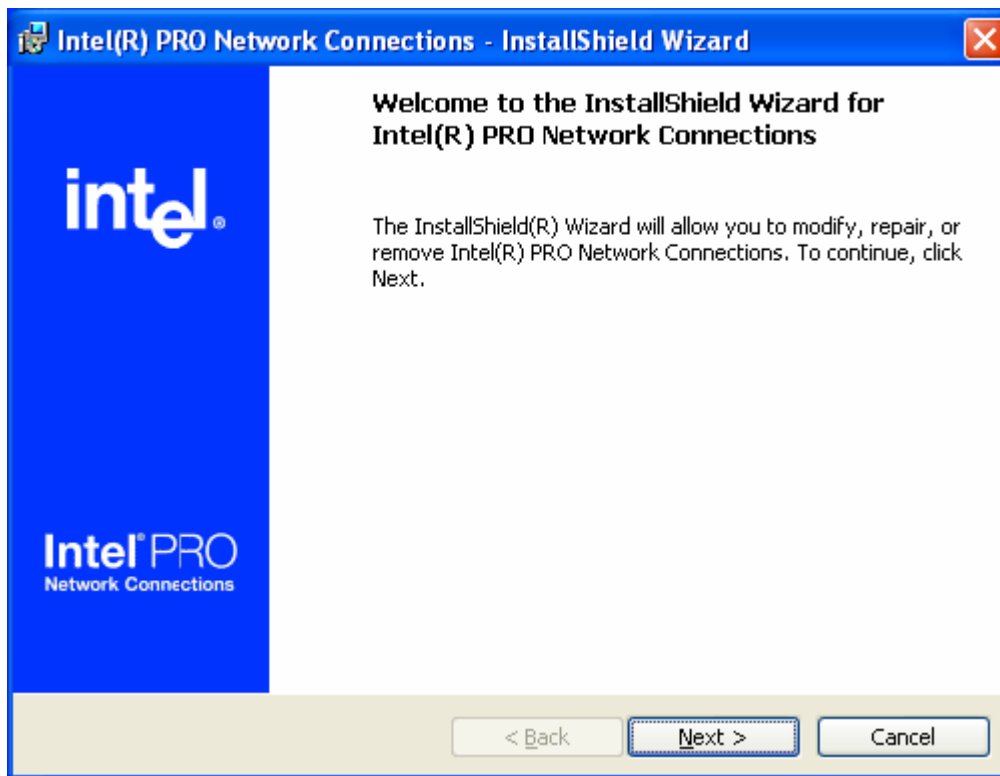 Intel(R) PRO Network Connections - InstallShield Wizard
Welcome to the InstallShield Wizard for
Intel(R) PRO Network Connections
intel®
The InstallShield(R) Wizard will allow you to modify, repair, or
remove Intel(R) PRO Network Connections. To continue, click
Next.
Intel® PRO
Network Connections
< Back
Next >
Cancel